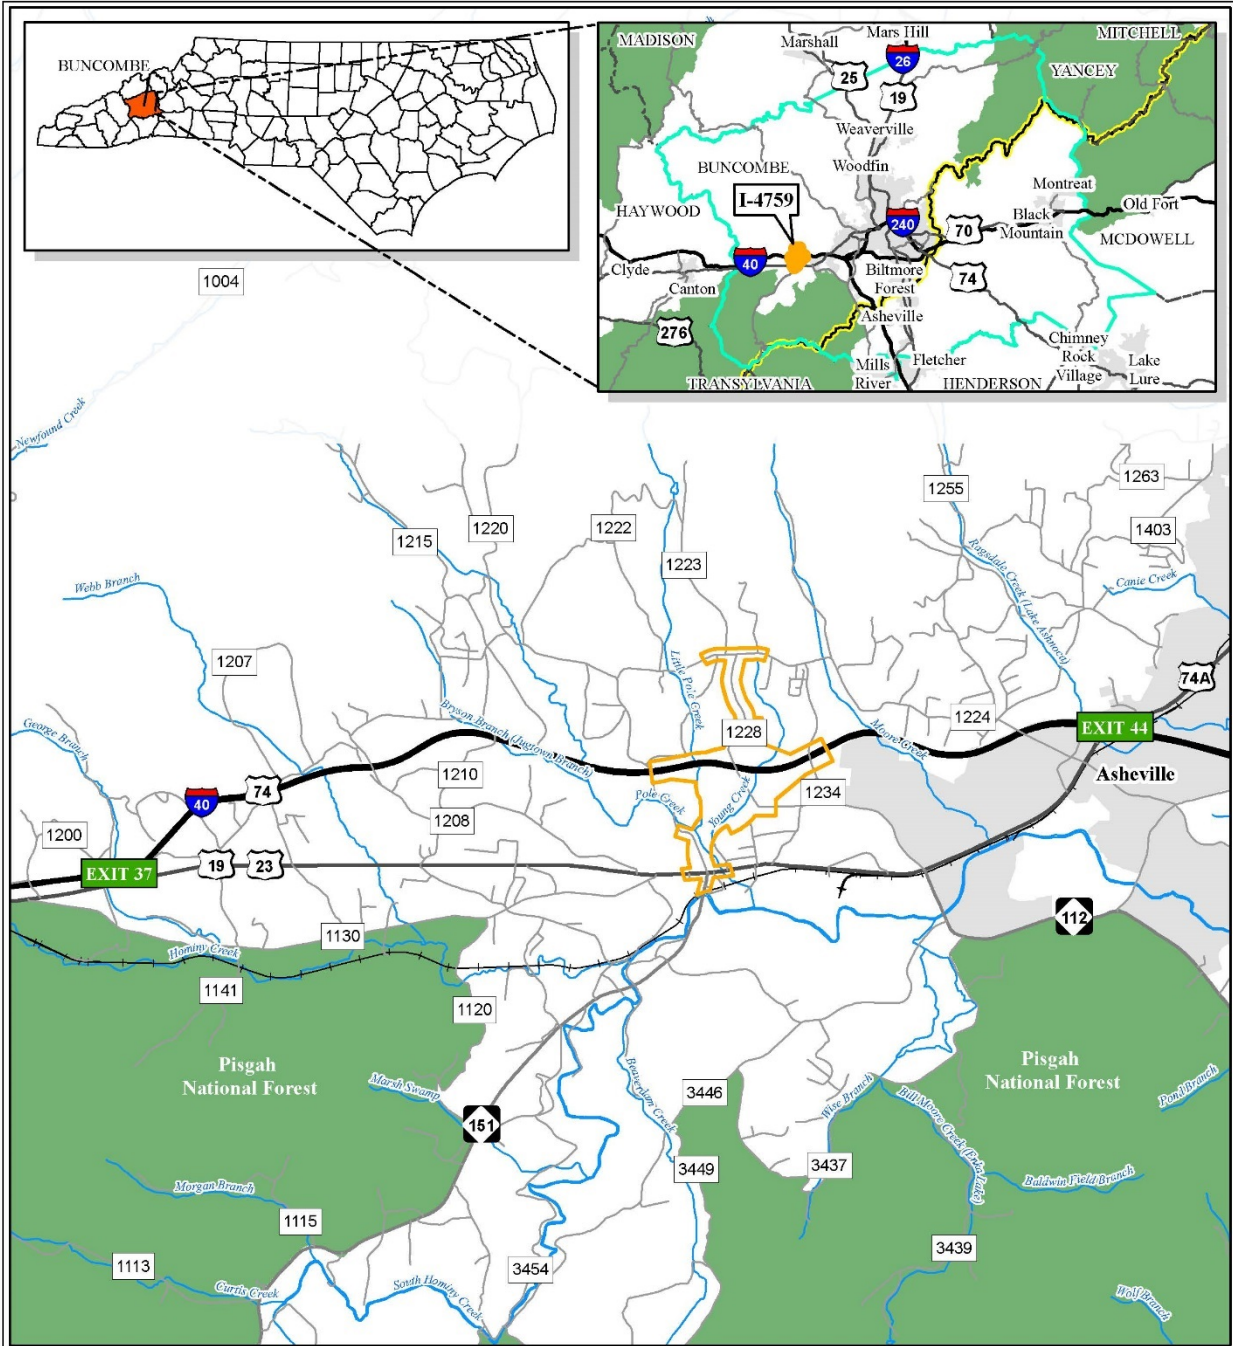 BUNCOMBE
MADISON
Marshall
Mars Hill
MITCHELL
26
25
19
YANCEY
Weaverville
Woodfin
BUNCOMBE
I-4759
HAYWOOD
Montreat
Old Fort
240
70
Black
Mountain
MCDOWELL
Clyde
40
Canton
Biltmore
Forest
74
Asheville
276
Chimney
Rock
Village
Lake
Lure
Mills
River
Fletcher
TRANSYLVANIA
HENDERSON
1004
Newfound Creek
1255
1263
1220
1222
1215
1403
1223
Ragsdale Creek (Lake Ashnoca)
Canie Creek
Webb Branch
1207
Little Pole Creek
74A
George Branch
Bryson Branch (Jugtown Branch)
1228
Moore Creek
1224
EXIT 44
Asheville
1210
40
74
Pole Creek
Young Creek
1234
1200
1208
EXIT 37
19
23
112
1130
Hominy Creek
1141
1120
Pisgah
National Forest
Pisgah
National Forest
Marsh Swamp
151
Beaverdam Creek
3446
Wise Branch
Bill Moore Creek (Enka Lake)
Pond Branch
3449
3437
Baldwin Field Branch
Morgan Branch
1115
1113
3439
3454
Curtis Creek
South Hominy Creek
Wolf Branch